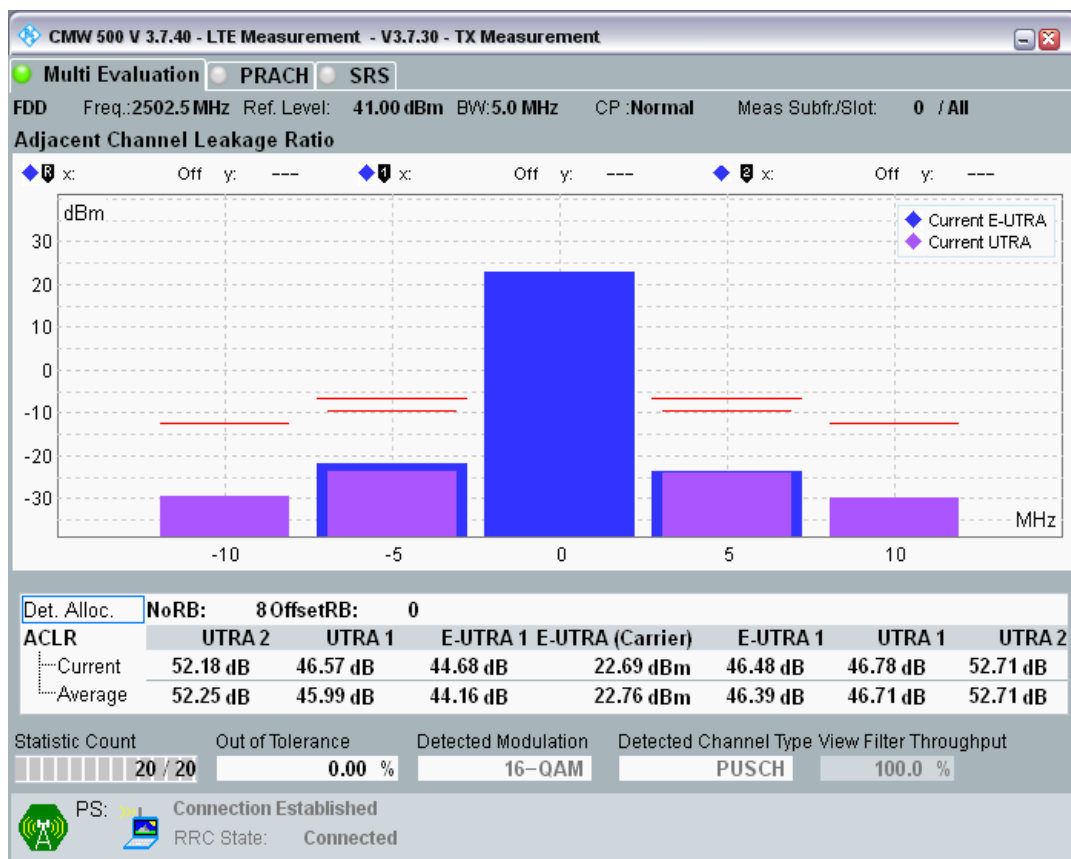 CMW 500 V 3.7.40 - LTE Measurement - V3.7.30 - TX Measurement
Multi Evaluation PRACH SRS
FDD Freq.:2502.5 MHz Ref. Level: 41.00 dBm BW:5.0 MHz CP :Normal Meas Subfr./Slot: 0 / All
Adjacent Channel Leakage Ratio
R x: Off y: --- 1 x: Off y: --- 2 x: Off y: ---
dBm
Current E-UTRA
Current UTRA
30
20
10
0
-10
-20
-30
MHz
-10 -5 0 5 10
Det. Alloc. NoRB: 8 OffsetRB: 0
ACLR UTRA 2 UTRA 1 E-UTRA 1 E-UTRA (Carrier) E-UTRA 1 UTRA 1 UTRA 2
Current 52.18 dB 46.57 dB 44.68 dB 22.69 dBm 46.48 dB 46.78 dB 52.71 dB
Average 52.25 dB 45.99 dB 44.16 dB 22.76 dBm 46.39 dB 46.71 dB 52.71 dB
Statistic Count Out of Tolerance Detected Modulation Detected Channel Type View Filter Throughput
20 / 20 0.00 % 16-QAM PUSCH 100.0 %
PS: Connection Established
RRC State: Connected